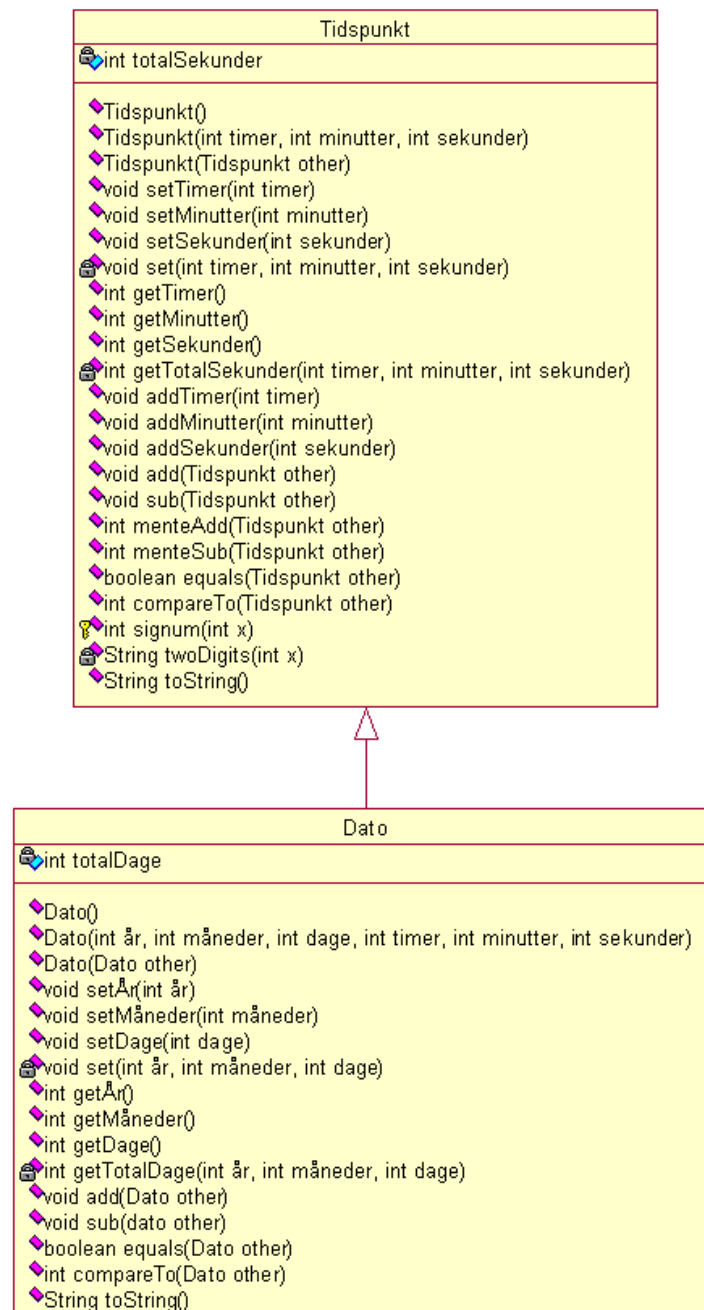 Tidspunkt
int totalSekunder
Tidspunkt()
Tidspunkt(int timer, int minutter, int sekunder)
Tidspunkt(Tidspunkt other)
void setTimer(int timer)
void setMinutter(int minutter)
void setSekunder(int sekunder)
void set(int timer, int minutter, int sekunder)
int getTimer()
int getMinutter()
int getSekunder()
int getTotalSekunder(int timer, int minutter, int sekunder)
void addTimer(int timer)
void addMinutter(int minutter)
void addSekunder(int sekunder)
void add(Tidspunkt other)
void sub(Tidspunkt other)
int menteAdd(Tidspunkt other)
int menteSub(Tidspunkt other)
boolean equals(Tidspunkt other)
int compareTo(Tidspunkt other)
int signum(int x)
String twoDigits(int x)
String toString()
Dato
int totalDage
Dato()
Dato(int år, int måneder, int dage, int timer, int minutter, int sekunder)
Dato(Dato other)
void setÅr(int år)
void setMåneder(int måneder)
void setDage(int dage)
void set(int år, int måneder, int dage)
int getÅr()
int getMåneder()
int getDage()
int getTotalDage(int år, int måneder, int dage)
void add(Dato other)
void sub(dato other)
boolean equals(Dato other)
int compareTo(Dato other)
String toString()